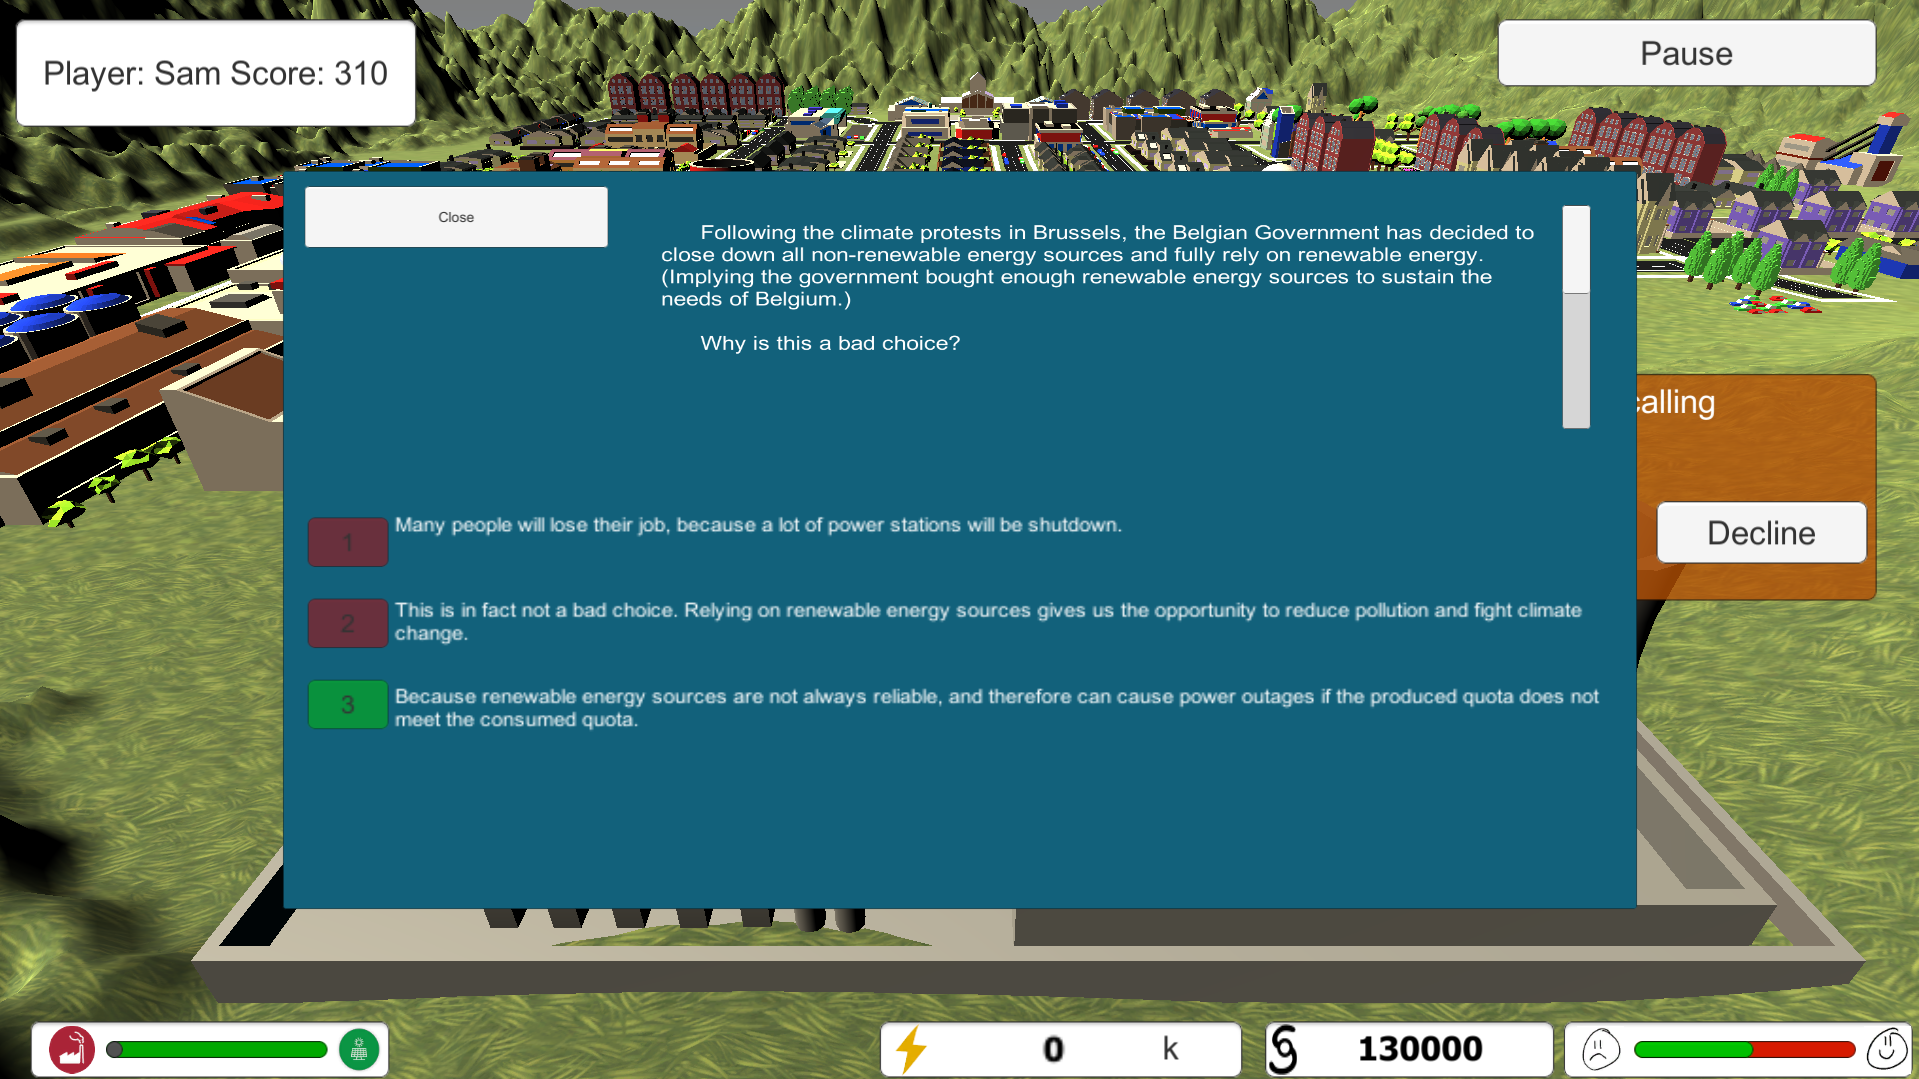 Player: Sam Score: 310
Pause
Close
Following the climate protests in Brussels, the Belgian Government has decided to
close down all non-renewable energy sources and fully rely on renewable energy.
(Implying the government bought enough renewable energy sources to sustain the
needs of Belgium.)
Why is this a bad choice?
calling
Decline
1 Many people will lose their job, because a lot of power stations will be shutdown.
2 This is in fact not a bad choice. Relying on renewable energy sources gives us the opportunity to reduce pollution and fight climate
change.
3 Because renewable energy sources are not always reliable, and therefore can cause power outages if the produced quota does not
meet the consumed quota.
0 k
130000